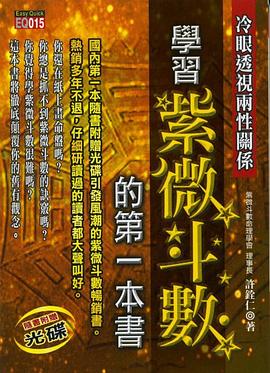 Easy Quick
EQ015
冷眼透視兩性關係
學習
紫微斗數
的第一本書
紫微斗數命理學會 理事長
許銓仁◎著
國內第一本隨書附贈光碟引發風潮的紫微斗數暢銷書。
熱銷多年不退,仔細研讀過的讀者都大聲叫好。
你還在紙上畫命盤嗎?
你總是抓不到紫微斗數的訣竅嗎?
你覺得學紫微斗數很難嗎?
這本書將徹底顛覆你的舊有觀念。
隨書附贈
光碟